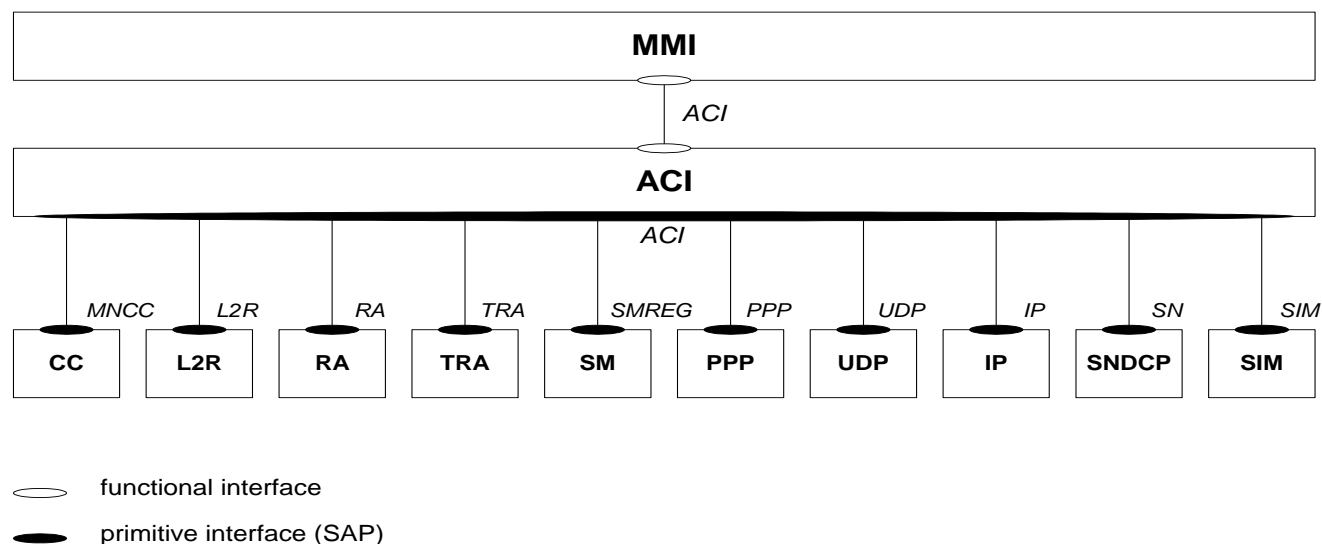 MMI
ACI
ACI
ACI
MNCC L2R RA TRA SMREG PPP UDP IP SN SIM
CC L2R RA TRA SM PPP UDP IP SNDCP SIM
functional interface
primitive interface (SAP)